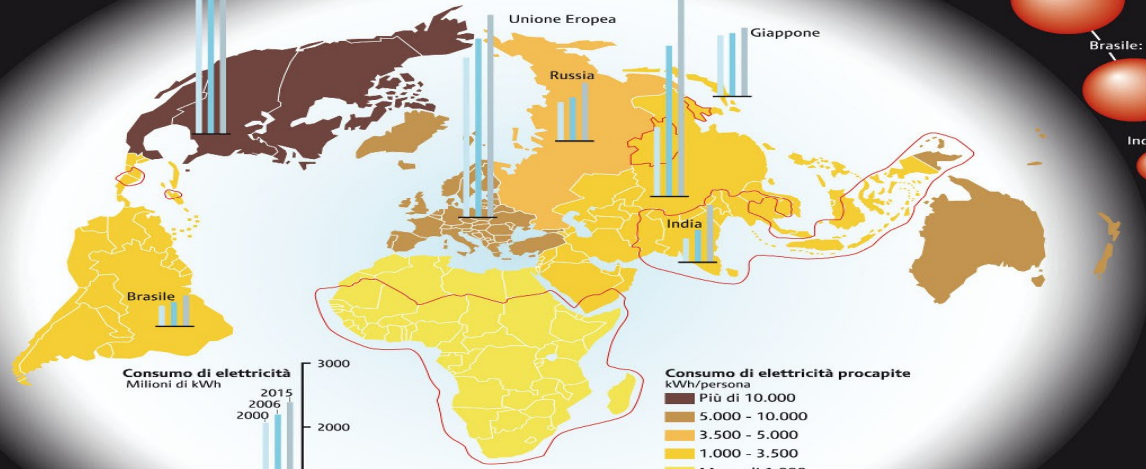 Unione Eropea
Giappone
Russia
Brasile:
India
Brasile
Consumo di elettricità
Milioni di kWh
2015
2006
2000
3000
2000
Consumo di elettricità procapite
kWh/persona
Più di 10.000
5.000 - 10.000
3.500 - 5.000
1.000 - 3.500